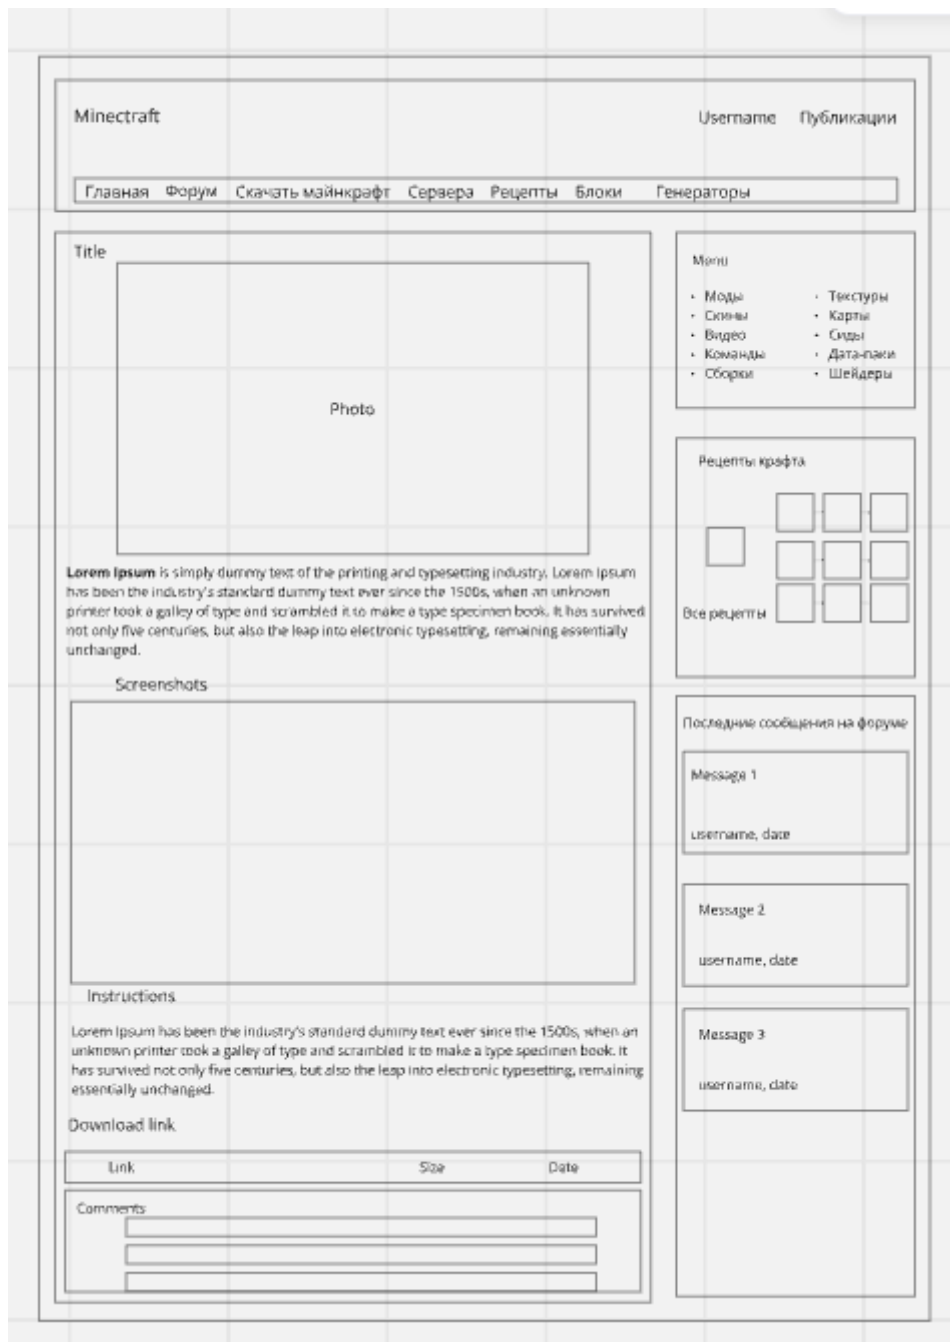 Minectraft
Username Публикации
Главная Форум Скачать майнкрафт Сервера Рецепты Блоки Генераторы
Title
Photo
Lorem Ipsum is simply dummy text of the printing and typesetting industry. Lorem Ipsum
has been the industry's standard dummy text ever since the 1500s, when an unknown
printer took a galley of type and scrambled it to make a type specimen book. It has survived
not only five centuries, but also the leap into electronic typesetting, remaining essentially
unchanged.
Screenshots
Instructions
Lorem Ipsum has been the industry's standard dummy text ever since the 1500s, when an
unknown printer took a galley of type and scrambled it to make a type specimen book. It
has survived not only five centuries, but also the leap into electronic typesetting, remaining
essentially unchanged.
Download link
Link Size Date
Comments
Menu
• Моды
• Скины
• Видео
• Команды
• Сборки
• Текстуры
• Карты
• Сиды
• Дата-паки
• Шейдеры
Рецепты крафта
Все рецепты
Последние сообщения на форуме
Message 1
username, date
Message 2
username, date
Message 3
username, date